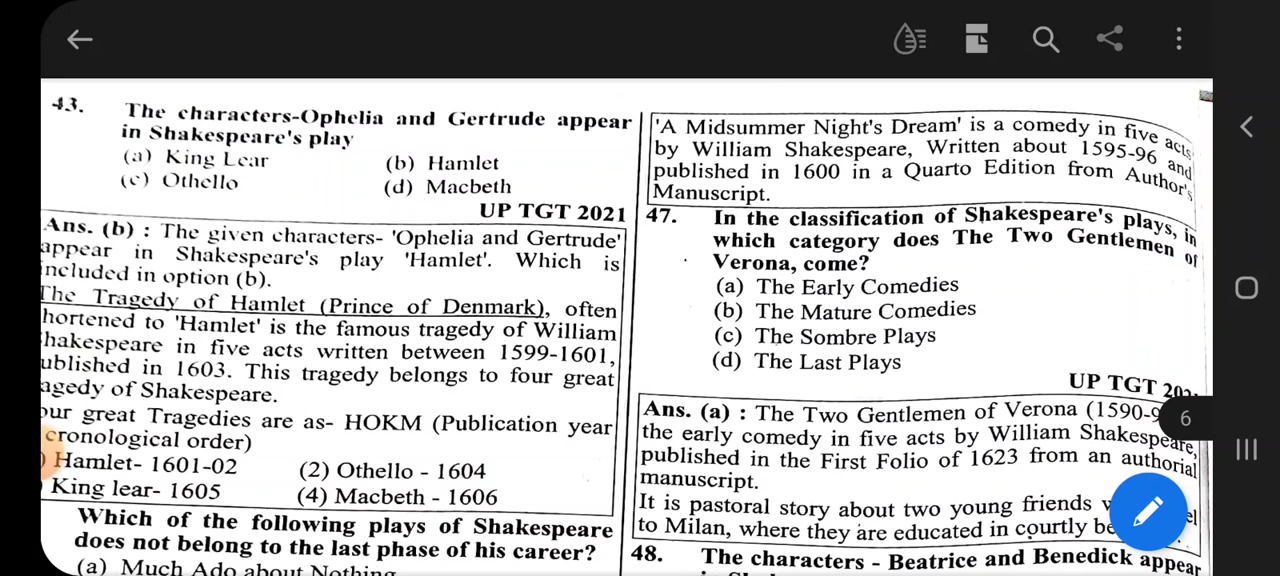 43. The characters-Ophelia and Gertrude appear
in Shakespeare's play
(a) King Lear (b) Hamlet
(c) Othello (d) Macbeth
UP TGT 2021
Ans. (b) : The given characters- 'Ophelia and Gertrude'
appear in Shakespeare's play 'Hamlet'. Which is
included in option (b).
The Tragedy of Hamlet (Prince of Denmark), often
hortened to 'Hamlet' is the famous tragedy of William
hakespeare in five acts written between 1599-1601,
ublished in 1603. This tragedy belongs to four great
agedy of Shakespeare.
our great Tragedies are as- HOKM (Publication year
cronological order)
) Hamlet- 1601-02 (2) Othello - 1604
King lear- 1605 (4) Macbeth - 1606
Which of the following plays of Shakespeare
does not belong to the last phase of his career?
(a) Much Ado about Nothing
'A Midsummer Night's Dream' is a comedy in five acts
by William Shakespeare, Written about 1595-96 and
published in 1600 in a Quarto Edition from Author's
Manuscript.
47. In the classification of Shakespeare's plays, in
which category does The Two Gentlemen of
Verona, come?
(a) The Early Comedies
(b) The Mature Comedies
(c) The Sombre Plays
(d) The Last Plays
UP TGT
Ans. (a) : The Two Gentlemen of Verona (1590-9
the early comedy in five acts by William Shakespeare,
published in the First Folio of 1623 from an authorial
manuscript.
It is pastoral story about two young friends
to Milan, where they are educated in courtly
48. The characters - Beatrice and Benedick appear
6